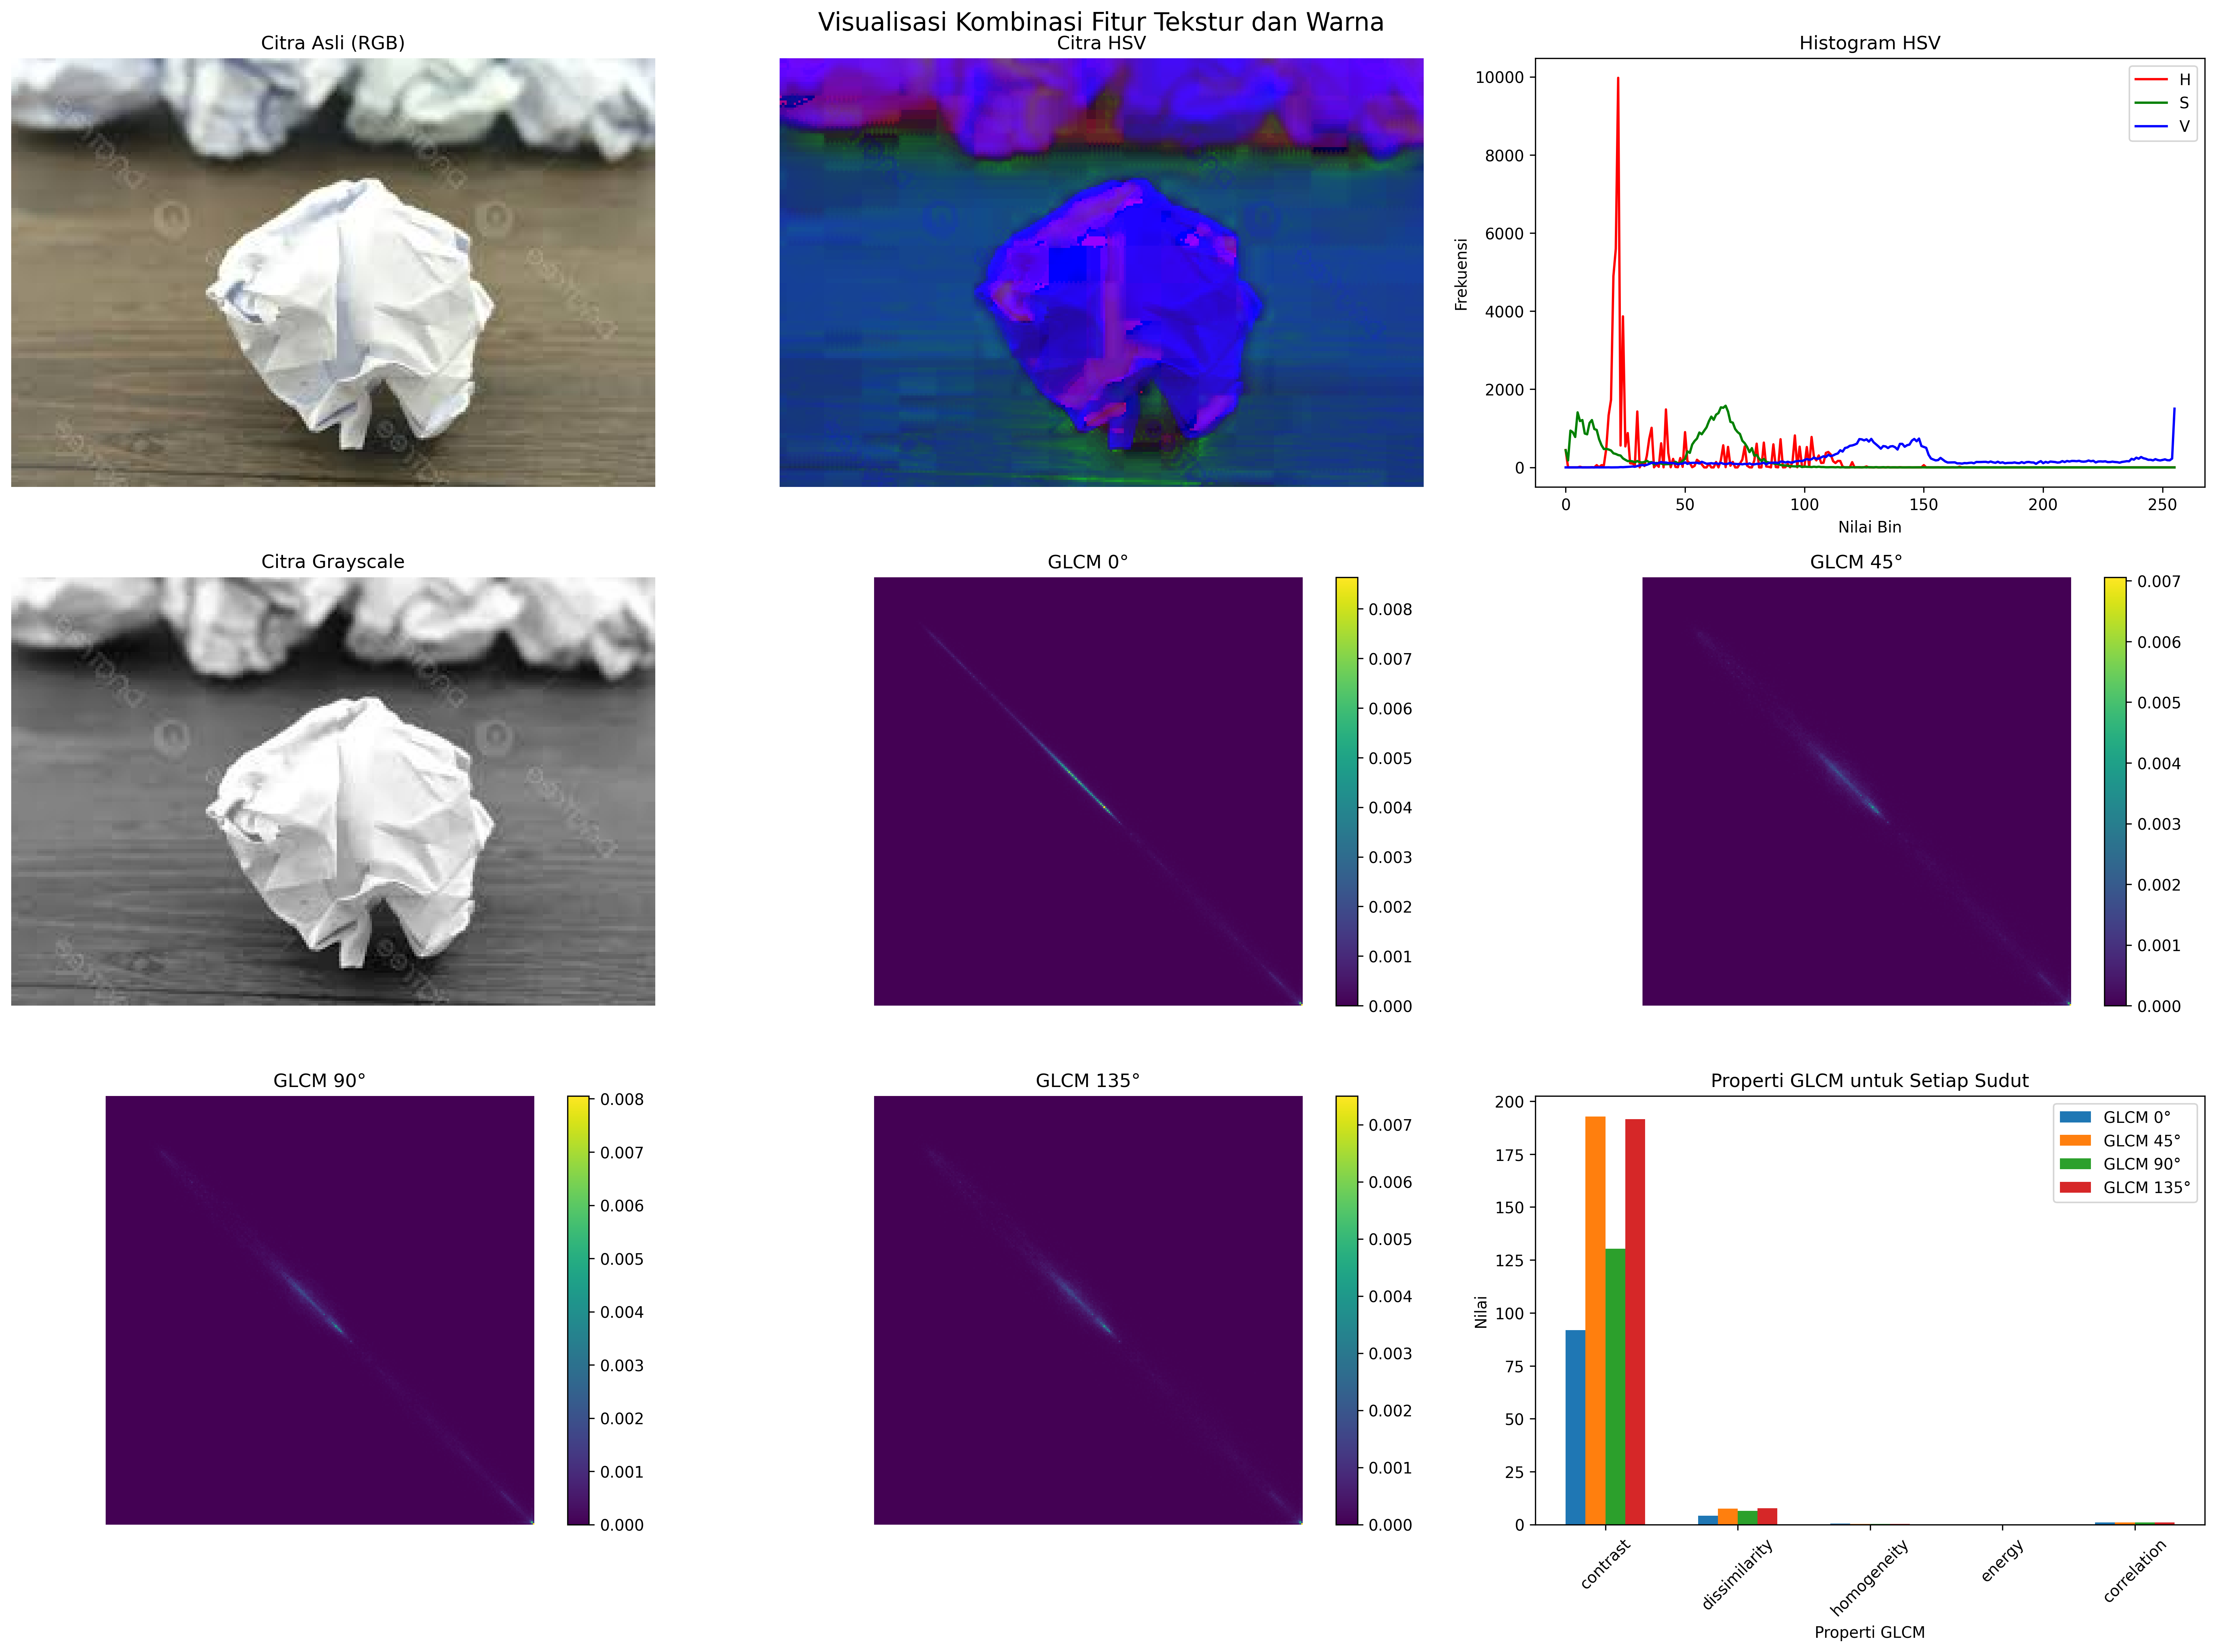 Visualisasi Kombinasi Fitur Tekstur dan Warna
Citra Asli (RGB)
Citra HSV
Histogram HSV
Frekuensi
10000
8000
6000
4000
2000
0
H
S
V
0 50 100 150 200 250
Nilai Bin
Citra Grayscale
GLCM 0°
0.008
0.007
0.006
0.005
0.004
0.003
0.002
0.001
0.000
GLCM 45°
0.007
0.006
0.005
0.004
0.003
0.002
0.001
0.000
GLCM 90°
0.008
0.007
0.006
0.005
0.004
0.003
0.002
0.001
0.000
GLCM 135°
0.007
0.006
0.005
0.004
0.003
0.002
0.001
0.000
Properti GLCM untuk Setiap Sudut
Nilai
200
175
150
125
100
75
50
25
0
GLCM 0°
GLCM 45°
GLCM 90°
GLCM 135°
contrast dissimilarity homogeneity energy correlation
Properti GLCM